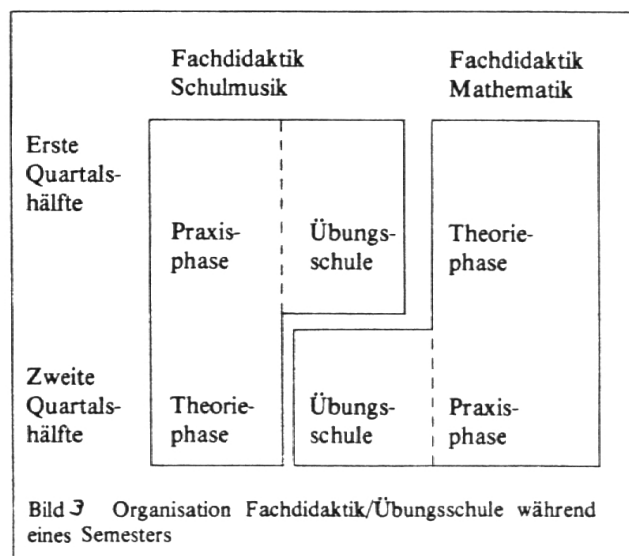 Fachdidaktik
Schulmusik
Fachdidaktik
Mathematik
Erste
Quartals-
hälfte
Praxis-
phase
Übungs-
schule
Theorie-
phase
Zweite
Quartals-
hälfte
Theorie-
phase
Übungs-
schule
Praxis-
phase
Bild 3 Organisation Fachdidaktik/Übungsschule während
eines Semesters